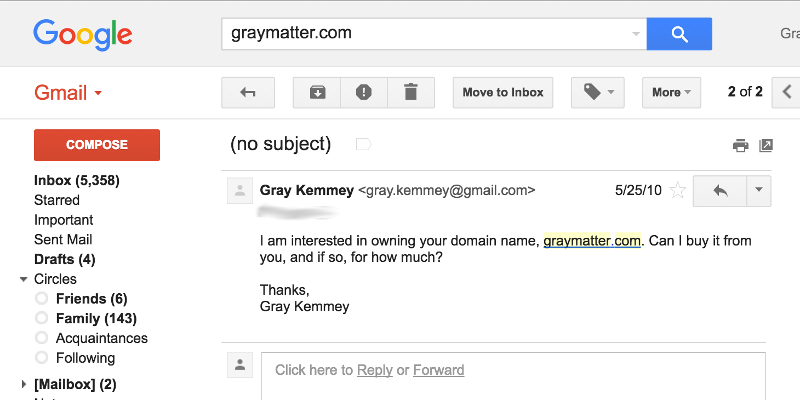 Google
graymatter.com
Gra
Gmail
Move to Inbox
More
2 of 2
COMPOSE
(no subject)
Inbox (5,358)
Starred
Important
Sent Mail
Drafts (4)
Circles
Friends (6)
Family (143)
Acquaintances
Following
[Mailbox] (2)
Gray Kemmey <gray.kemmey@gmail.com>
5/25/10
I am interested in owning your domain name, graymatter.com. Can I buy it from
you, and if so, for how much?
Thanks,
Gray Kemmey
Click here to Reply or Forward